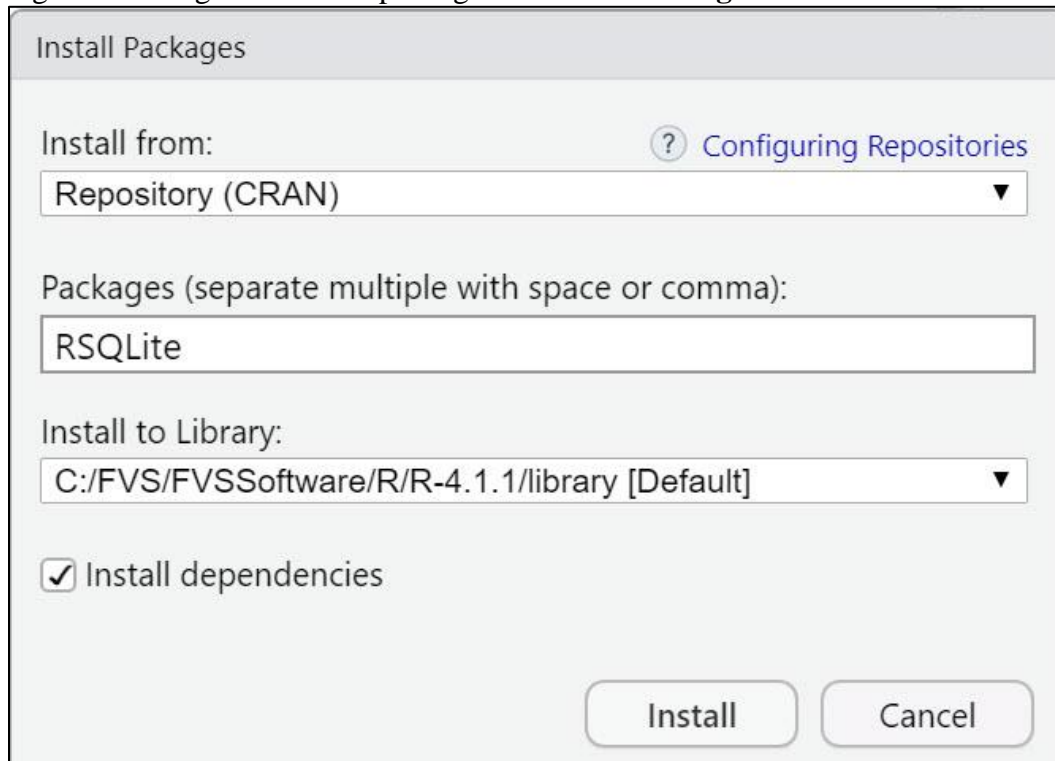 Install Packages
Install from:
? Configuring Repositories
Repository (CRAN)
Packages (separate multiple with space or comma):
RSQLite
Install to Library:
C:/FVS/FVSSoftware/R/R-4.1.1/library [Default]
Install dependencies
Install Cancel